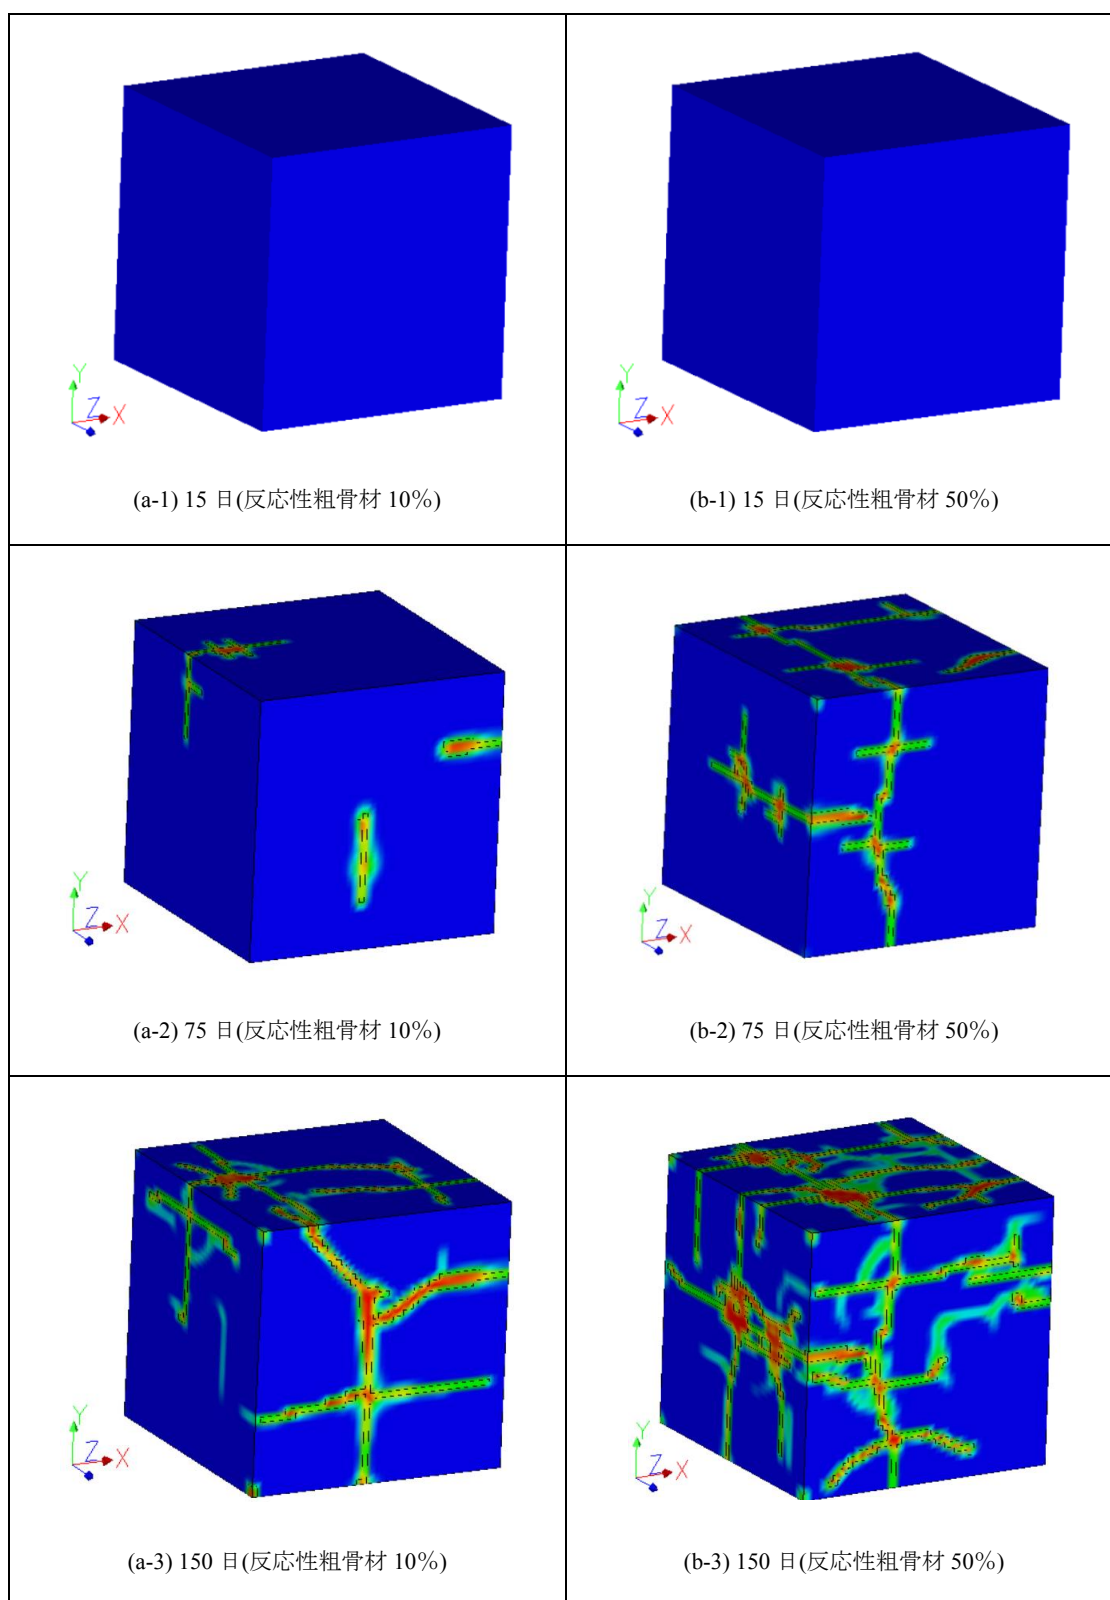 Y
Z
X
(a-1) 15 日(反応性粗骨材 10%)
Y
Z
X
(b-1) 15 日(反応性粗骨材 50%)
Y
Z
X
(a-2) 75 日(反応性粗骨材 10%)
Y
Z
X
(b-2) 75 日(反応性粗骨材 50%)
Y
Z
X
(a-3) 150 日(反応性粗骨材 10%)
Y
Z
X
(b-3) 150 日(反応性粗骨材 50%)